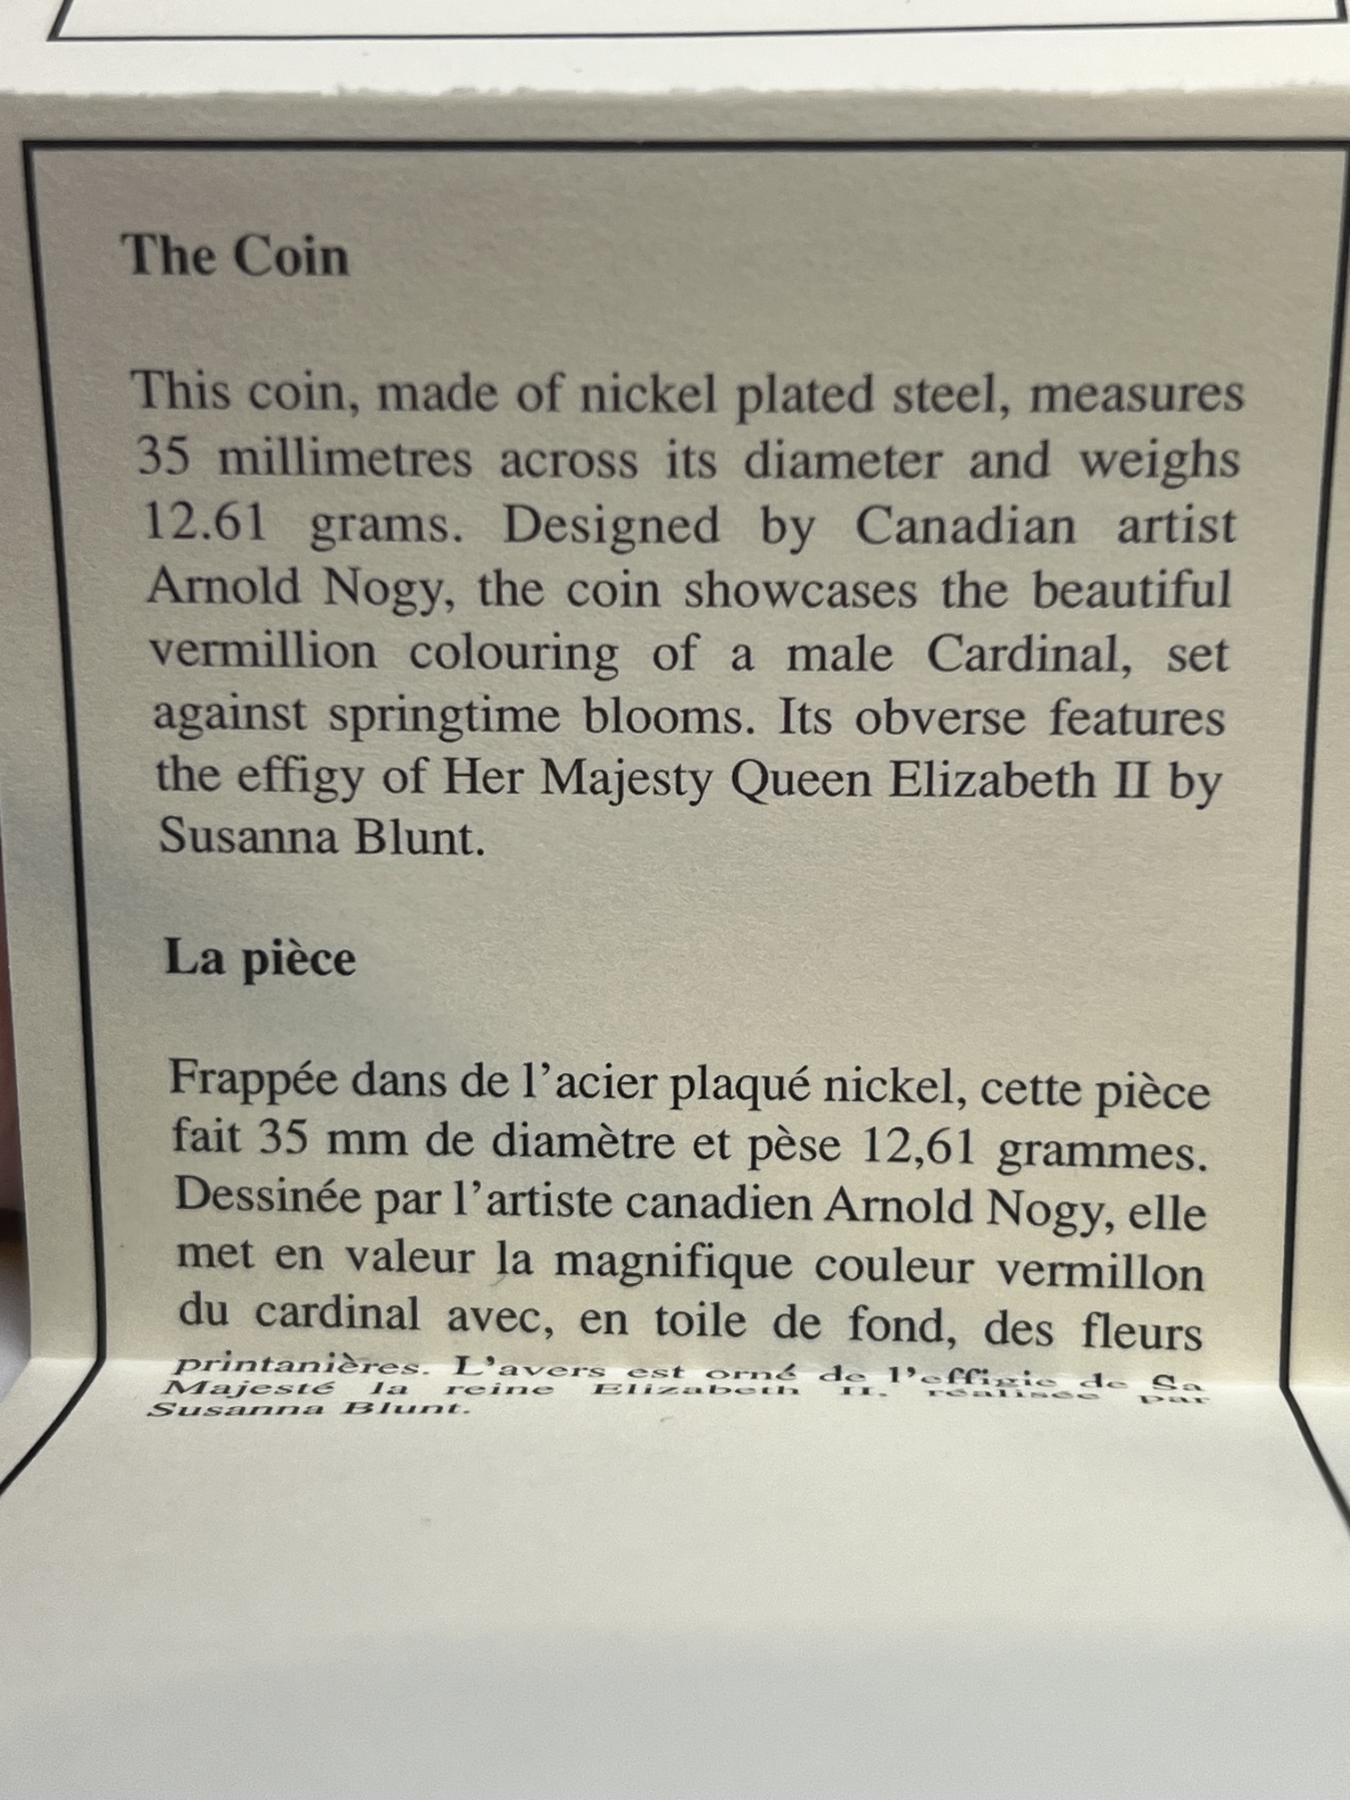 The Coin
This coin, made of nickel plated steel, measures
35 millimetres across its diameter and weighs
12.61 grams. Designed by Canadian artist
Arnold Nogy, the coin showcases the beautiful
vermillion colouring of a male Cardinal, set
against springtime blooms. Its obverse features
the effigy of Her Majesty Queen Elizabeth II by
Susanna Blunt.
La pièce
Frappée dans de l’acier plaqué nickel, cette pièce
fait 35 mm de diamètre et pèse 12,61 grammes.
Dessinée par l’artiste canadien Arnold Nogy, elle
met en valeur la magnifique couleur vermillon
du cardinal avec, en toile de fond, des fleurs
printanières. L’avers est orné de l’effigie de Sa
Majesté la reine Elizabeth II, réalisée par
Susanna Blunt.